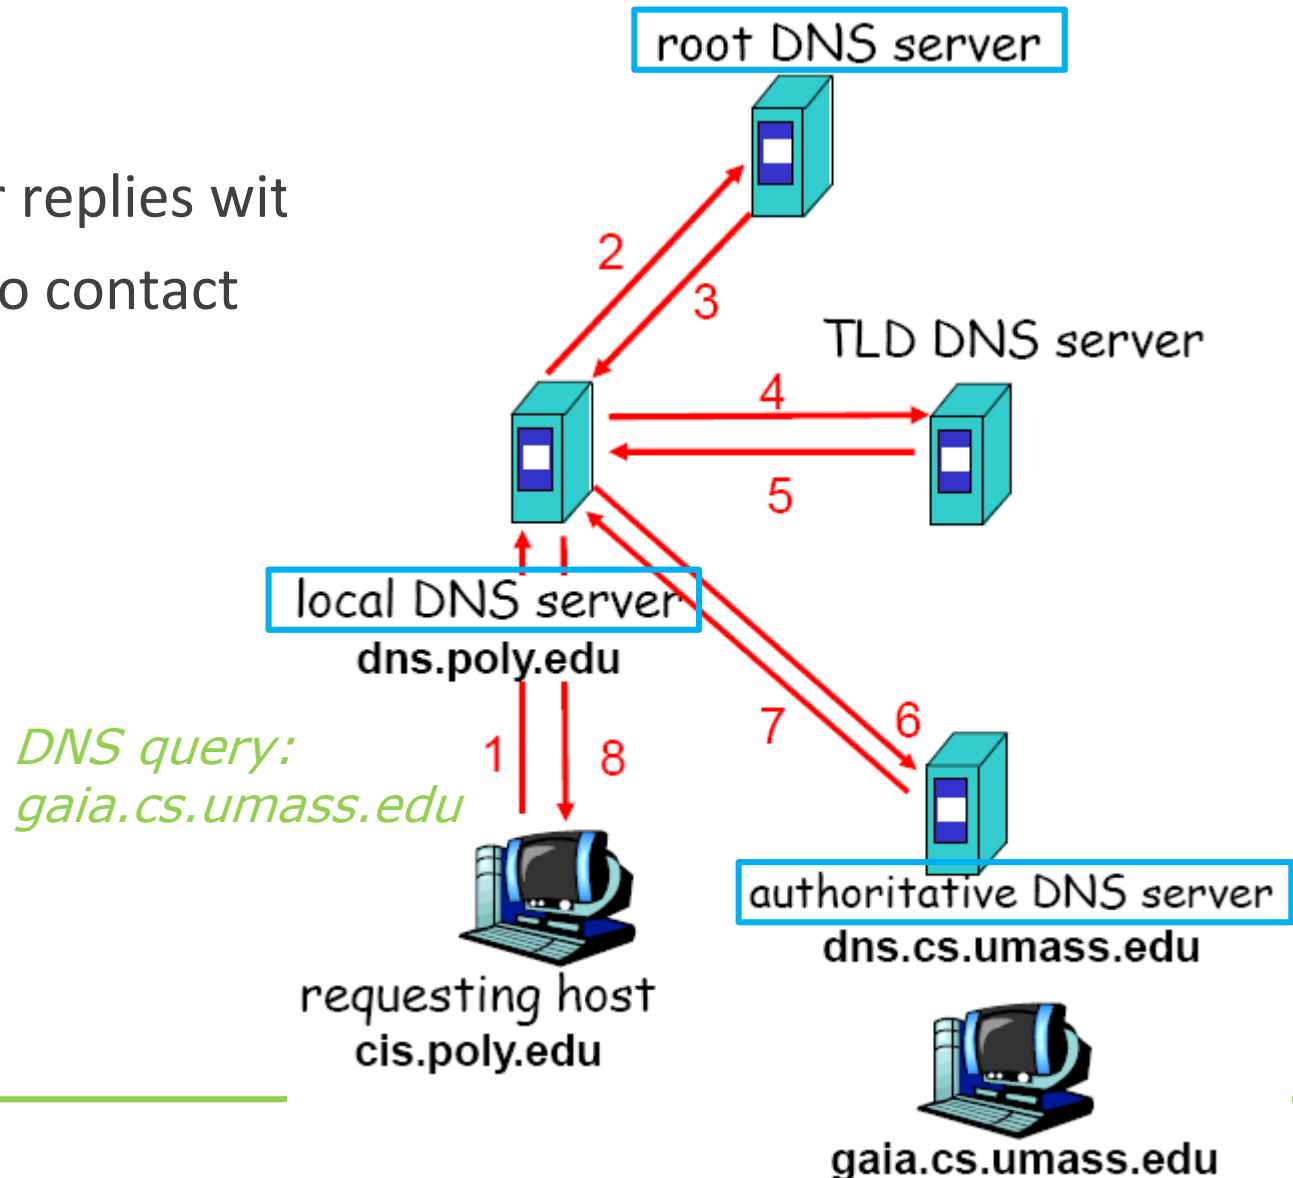 root DNS server
r replies wit
o contact
2
3
TLD DNS server
4
5
local DNS server
dns.poly.edu
DNS query:
gaia.cs.umass.edu
1
8
7
6
authoritative DNS server
dns.cs.umass.edu
requesting host
cis.poly.edu
gaia.cs.umass.edu